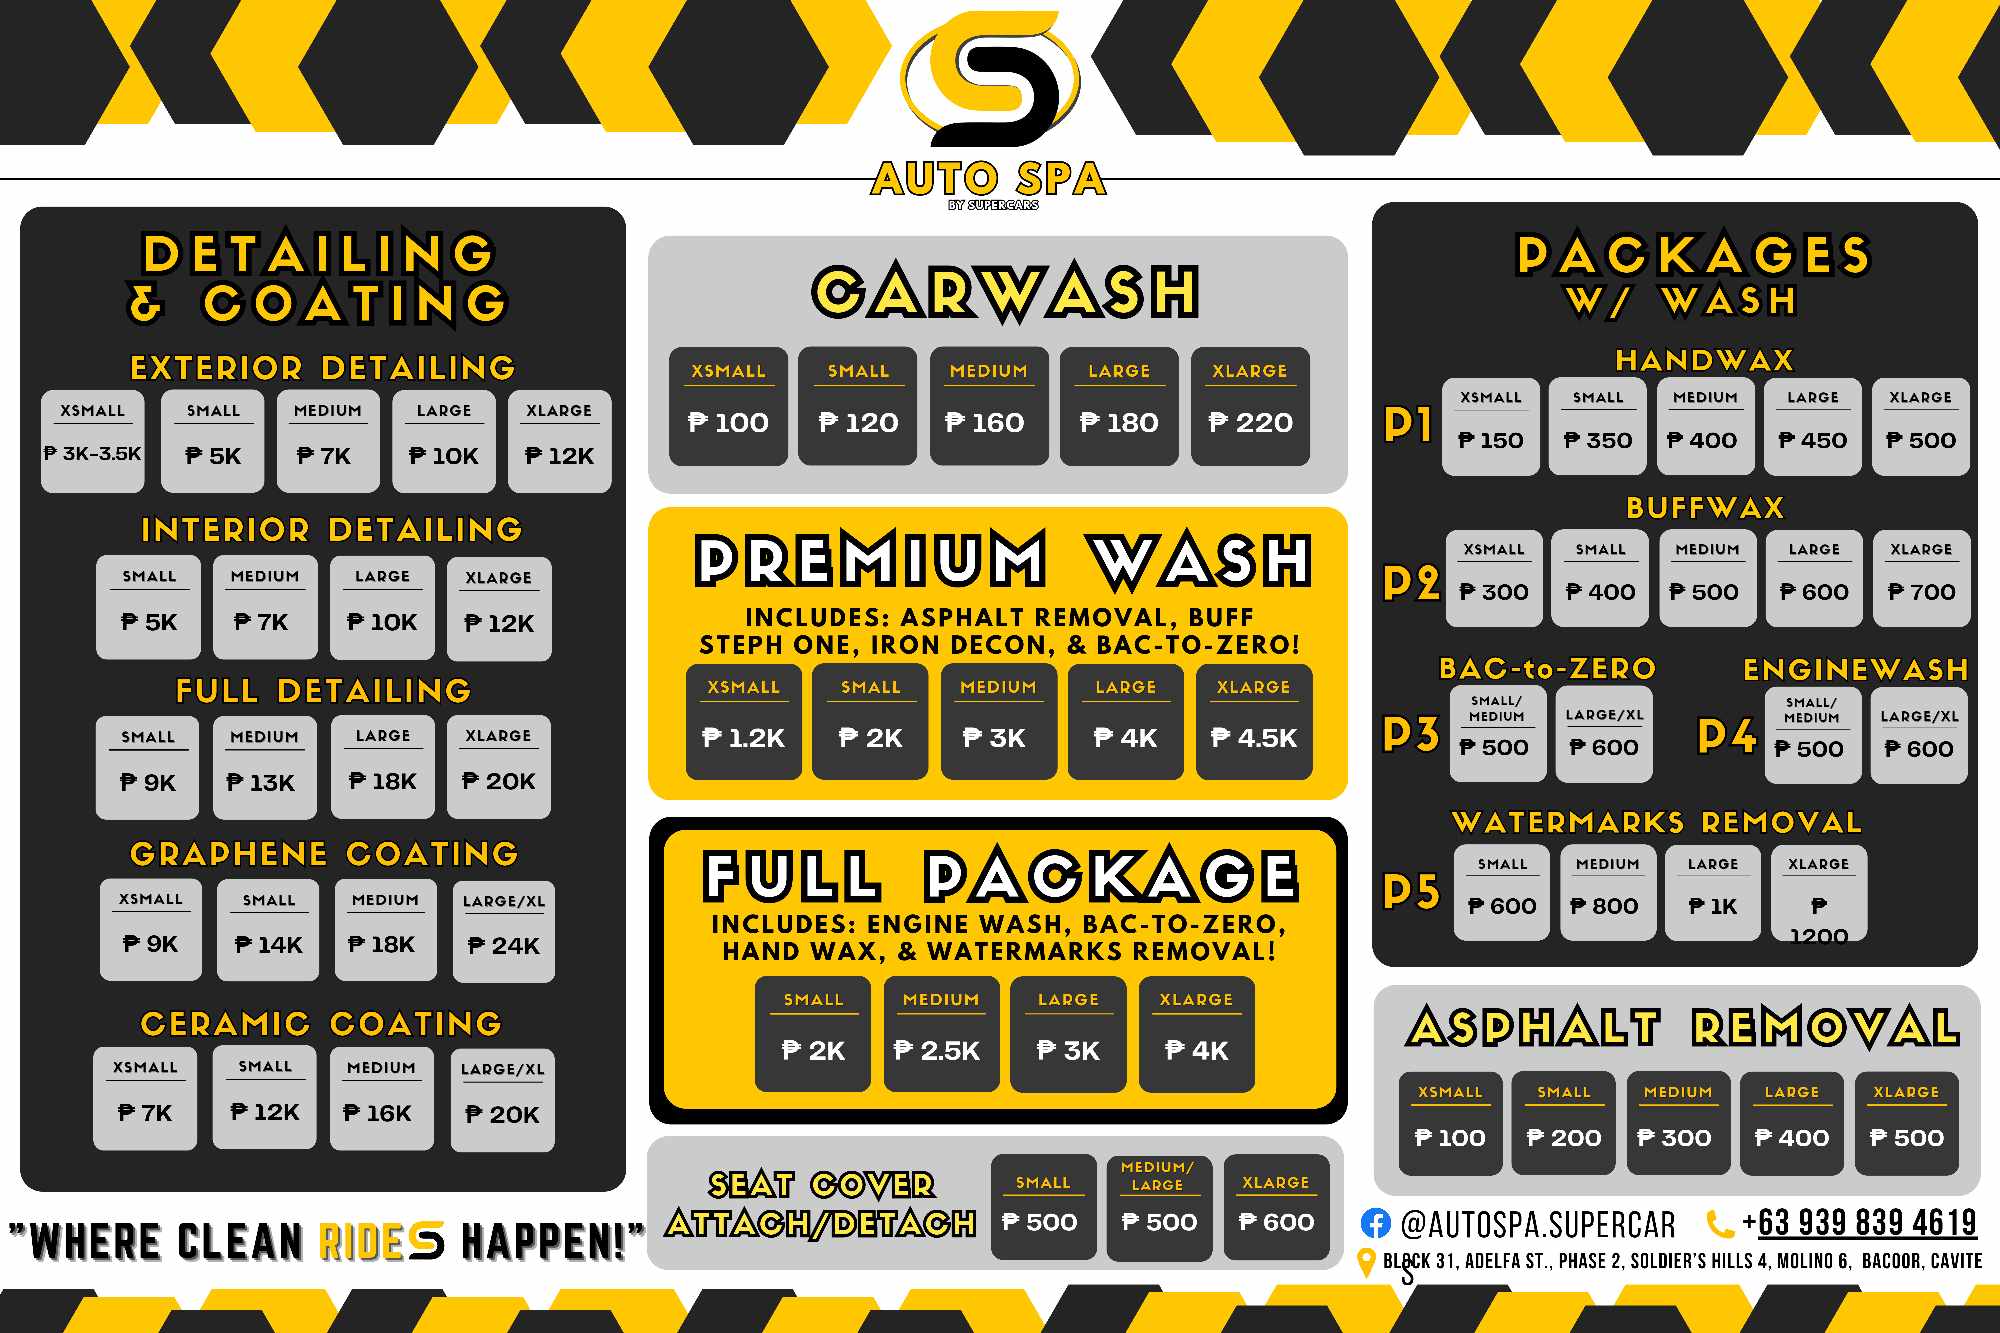 AUTO SPA
BY SUPERCARS
DETAILING
& COATING
EXTERIOR DETAILING
XSMALL SMALL MEDIUM LARGE XLARGE
₱ 3K-3.5K ₱ 5K ₱ 7K ₱ 10K ₱ 12K
INTERIOR DETAILING
SMALL MEDIUM LARGE XLARGE
₱ 5K ₱ 7K ₱ 10K ₱ 12K
FULL DETAILING
SMALL MEDIUM LARGE XLARGE
₱ 9K ₱ 13K ₱ 18K ₱ 20K
GRAPHENE COATING
XSMALL SMALL MEDIUM LARGE/XL
₱ 9K ₱ 14K ₱ 18K ₱ 24K
CERAMIC COATING
XSMALL SMALL MEDIUM LARGE/XL
₱ 7K ₱ 12K ₱ 16K ₱ 20K
"WHERE CLEAN RIDES HAPPEN!"
CARWASH
XSMALL SMALL MEDIUM LARGE XLARGE
₱ 100 ₱ 120 ₱ 160 ₱ 180 ₱ 220
PREMIUM WASH
INCLUDES: ASPHALT REMOVAL, BUFF
STEPH ONE, IRON DECON, & BAC-TO-ZERO!
XSMALL SMALL MEDIUM LARGE XLARGE
₱ 1.2K ₱ 2K ₱ 3K ₱ 4K ₱ 4.5K
FULL PACKAGE
INCLUDES: ENGINE WASH, BAC-TO-ZERO,
HAND WAX, & WATERMARKS REMOVAL!
SMALL MEDIUM LARGE XLARGE
₱ 2K ₱ 2.5K ₱ 3K ₱ 4K
SEAT COVER
ATTACH/DETACH
SMALL MEDIUM/
LARGE XLARGE
₱ 500 ₱ 500 ₱ 600
PACKAGES
W/ WASH
HANDWAX
P1
XSMALL SMALL MEDIUM LARGE XLARGE
₱ 150 ₱ 350 ₱ 400 ₱ 450 ₱ 500
BUFFWAX
P2
XSMALL SMALL MEDIUM LARGE XLARGE
₱ 300 ₱ 400 ₱ 500 ₱ 600 ₱ 700
BAC-to-ZERO
P3
SMALL/
MEDIUM LARGE/XL
₱ 500 ₱ 600
ENGINEWASH
P4
SMALL/
MEDIUM LARGE/XL
₱ 500 ₱ 600
WATERMARKS REMOVAL
P5
SMALL MEDIUM LARGE XLARGE
₱ 600 ₱ 800 ₱ 1K ₱
1200
ASPHALT REMOVAL
XSMALL SMALL MEDIUM LARGE XLARGE
₱ 100 ₱ 200 ₱ 300 ₱ 400 ₱ 500
@AUTOSPA.SUPERCAR
S
+63 939 839 4619
BLOCK 31, ADELFA ST., PHASE 2, SOLDIER'S HILLS 4, MOLINO 6, BACOOR, CAVITE